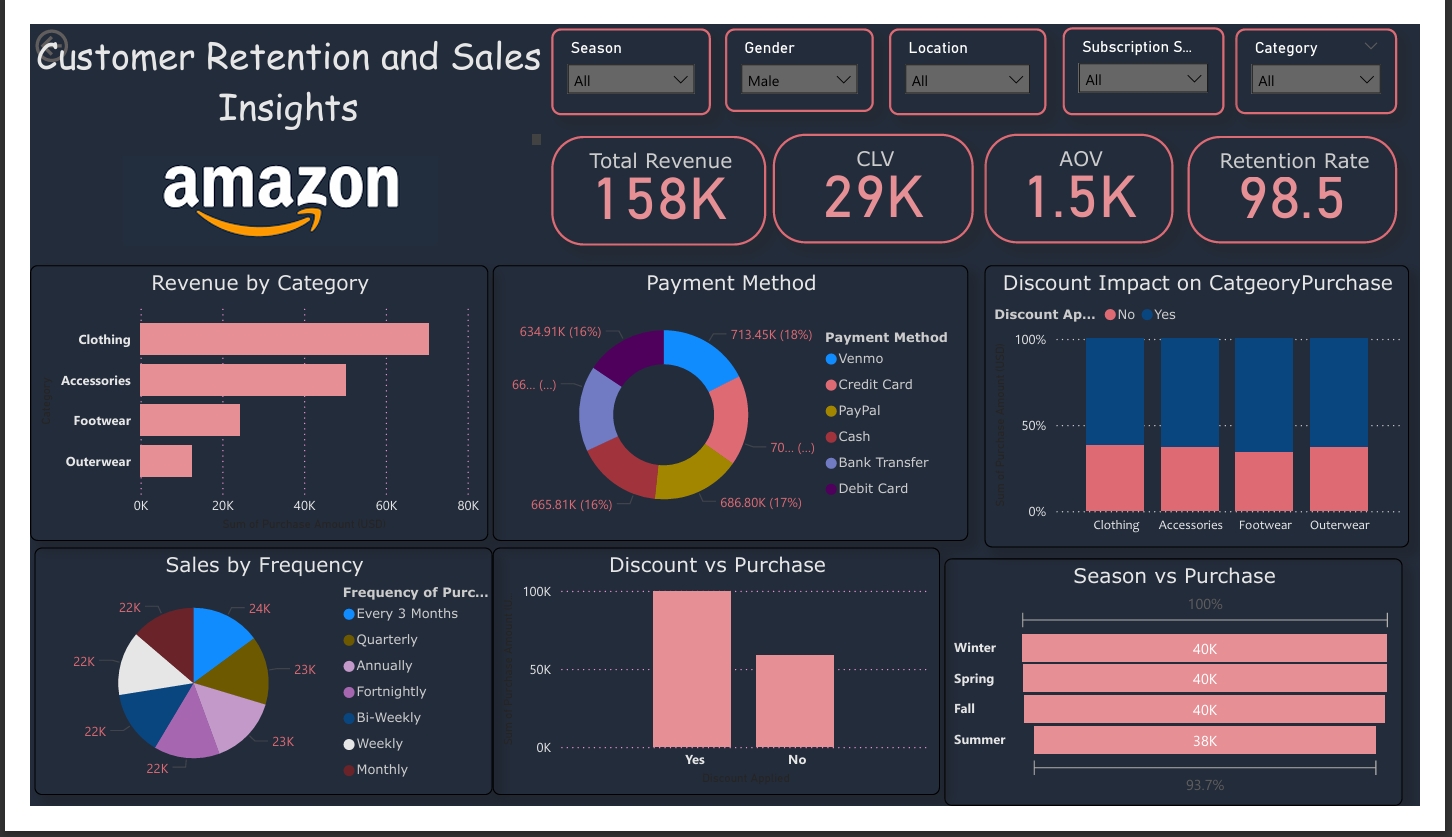 Customer Retention and Sales
Insights
amazon
Season
All
Gender
Male
Location
All
Subscription S...
All
Category
All
Total Revenue
158K
CLV
29K
AOV
1.5K
Retention Rate
98.5
Revenue by Category
Category
Clothing
Accessories
Footwear
Outerwear
0K 20K 40K 60K 80K
Sum of Purchase Amount (USD)
Payment Method
634.91K (16%)
713.45K (18%)
66... (...)
70... (...)
665.81K (16%)
686.80K (17%)
Payment Method
Venmo
Credit Card
PayPal
Cash
Bank Transfer
Debit Card
Discount Impact on CatgeoryPurchase
Discount Ap... No Yes
Sum of Purchase Amount (USD)
100%
50%
0%
Clothing Accessories Footwear Outerwear
Sales by Frequency
22K
24K
22K
23K
22K
23K
22K
Frequency of Purc...
Every 3 Months
Quarterly
Annually
Fortnightly
Bi-Weekly
Weekly
Monthly
Discount vs Purchase
100K
50K
0K
Yes No
Discount Applied
Season vs Purchase
100%
Winter 40K
Spring 40K
Fall 40K
Summer 38K
93.7%